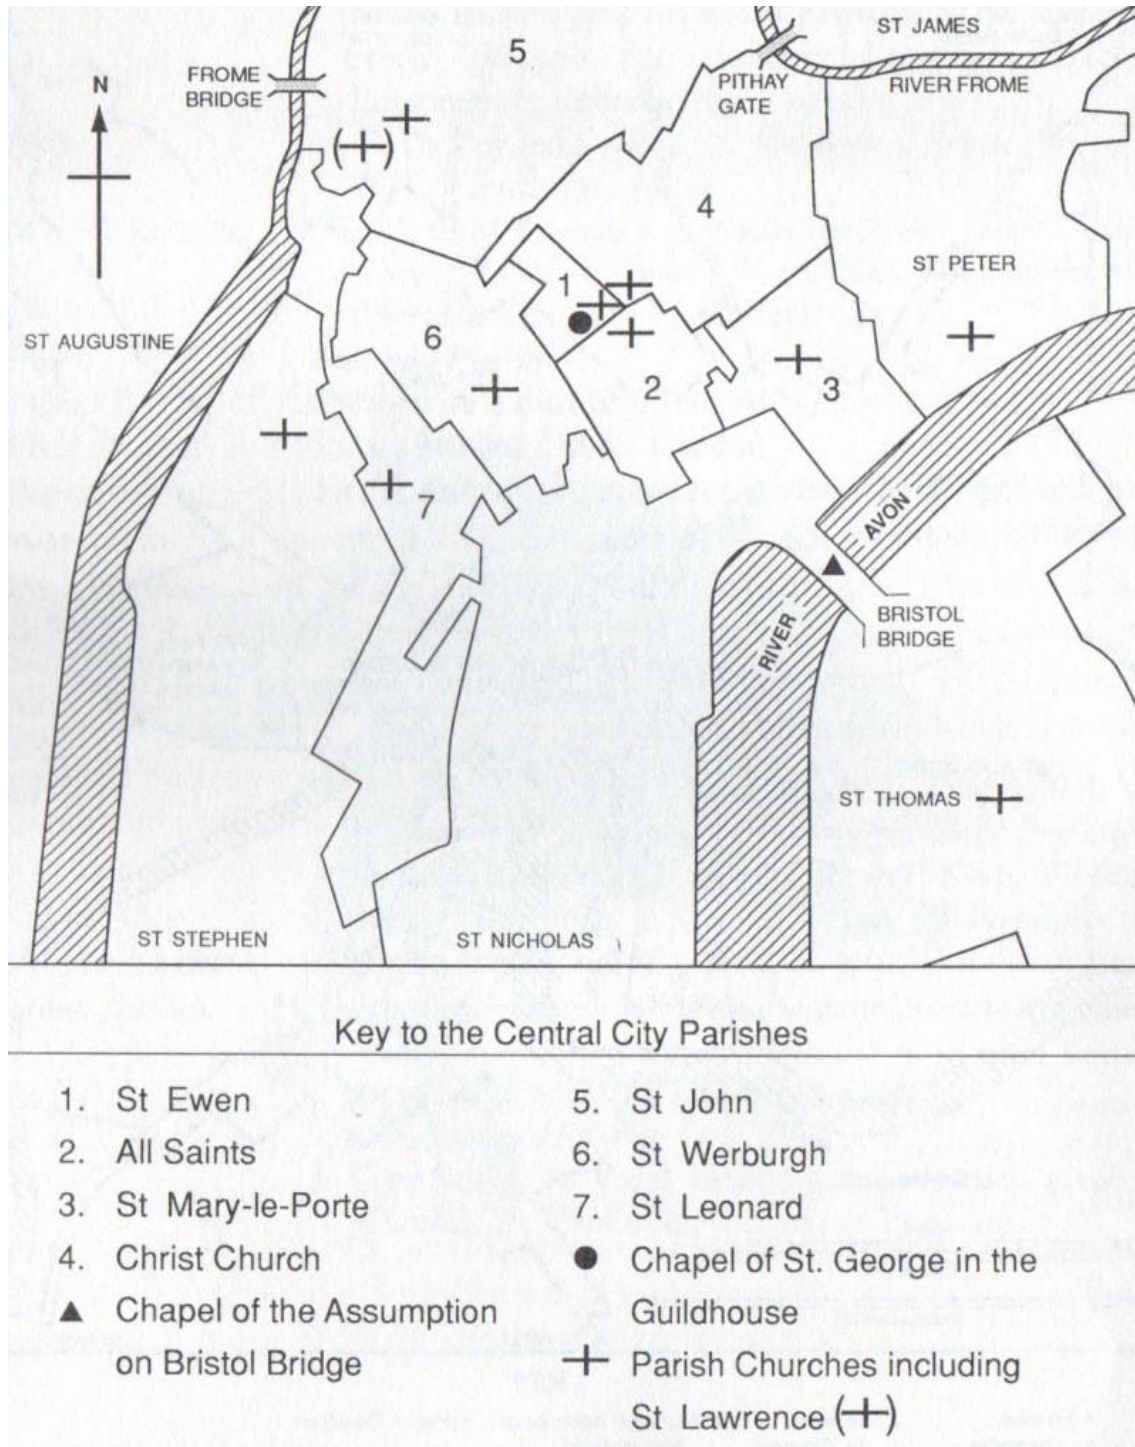 5
ST JAMES
FROME
BRIDGE
N
PITHAY
GATE
RIVER FROME
4
ST PETER
1
ST AUGUSTINE
6
2
3
7
AVON
BRISTOL
BRIDGE
RIVER
ST THOMAS
ST STEPHEN
ST NICHOLAS
Key to the Central City Parishes
1. St Ewen
2. All Saints
3. St Mary-le-Porte
4. Christ Church
▲ Chapel of the Assumption
on Bristol Bridge
5. St John
6. St Werburgh
7. St Leonard
● Chapel of St. George in the
Guildhouse
Parish Churches including
St Lawrence